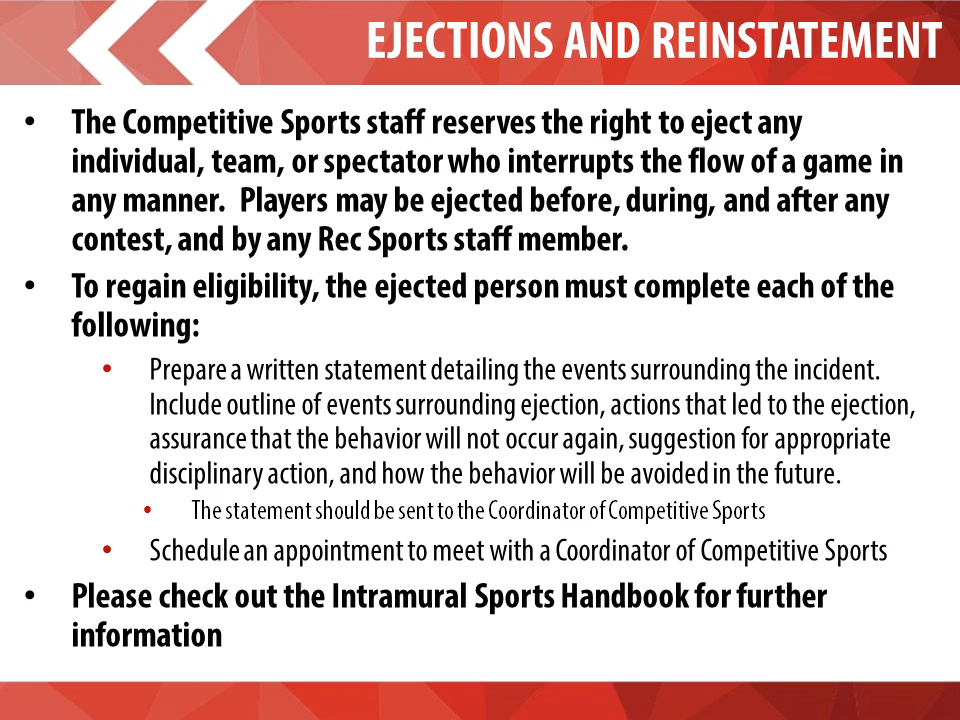 EJECTIONS AND REINSTATEMENT
• The Competitive Sports staff reserves the right to eject any
individual, team, or spectator who interrupts the flow of a game in
any manner.  Players may be ejected before, during, and after any
contest, and by any Rec Sports staff member.
• To regain eligibility, the ejected person must complete each of the
following:
• Prepare a written statement detailing the events surrounding the incident.
Include outline of events surrounding ejection, actions that led to the ejection,
assurance that the behavior will not occur again, suggestion for appropriate
disciplinary action, and how the behavior will be avoided in the future.
• The statement should be sent to the Coordinator of Competitive Sports
• Schedule an appointment to meet with a Coordinator of Competitive Sports
• Please check out the Intramural Sports Handbook for further
information